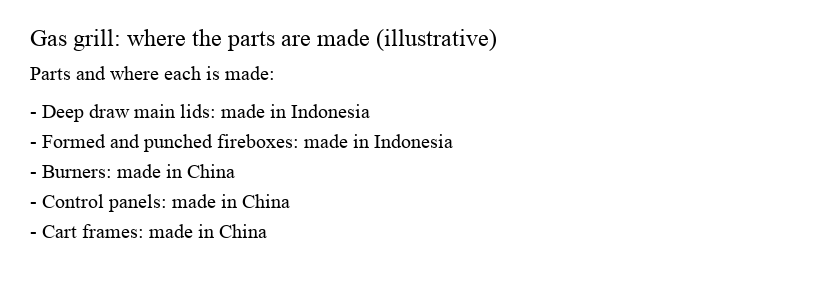 Gas grill: where the parts are made (illustrative)
Parts and where each is made:
- Deep draw main lids: made in Indonesia
- Formed and punched fireboxes: made in Indonesia
- Burners: made in China
- Control panels: made in China
- Cart frames: made in China